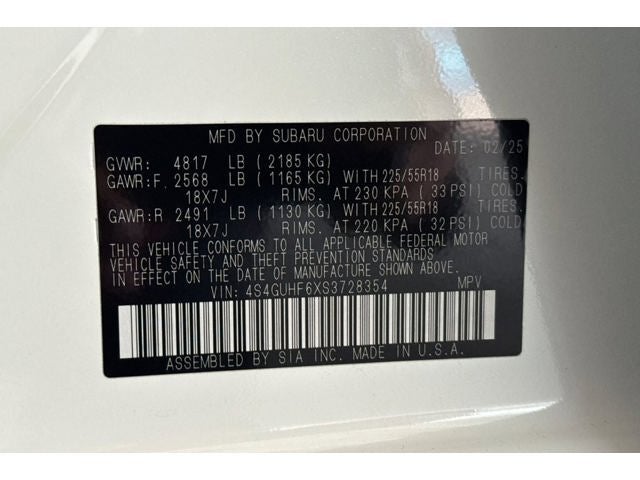 MFD BY SUBARU CORPORATION DATE: 02/25
GVWR: 4817 LB (2185 KG)
GAWR:F. 2568 LB (1165 KG) WITH 225/55R18 TIRES.
18X7J RIMS. AT 230 KPA (33 PSI) COLD
GAWR:R 2491 LB (1130 KG) WITH 225/55R18 TIRES.
18X7J RIMS. AT 220 KPA (32 PSI) COLD
THIS VEHICLE CONFORMS TO ALL APPLICABLE FEDERAL MOTOR
VEHICLE SAFETY AND THEFT PREVENTION STANDARDS
IN EFFECT ON THE DATE OF MANUFACTURE SHOWN ABOVE.
VIN: 4S4GUHF6XS3728354 MPV
ASSEMBLED BY SIA INC. MADE IN U.S.A.